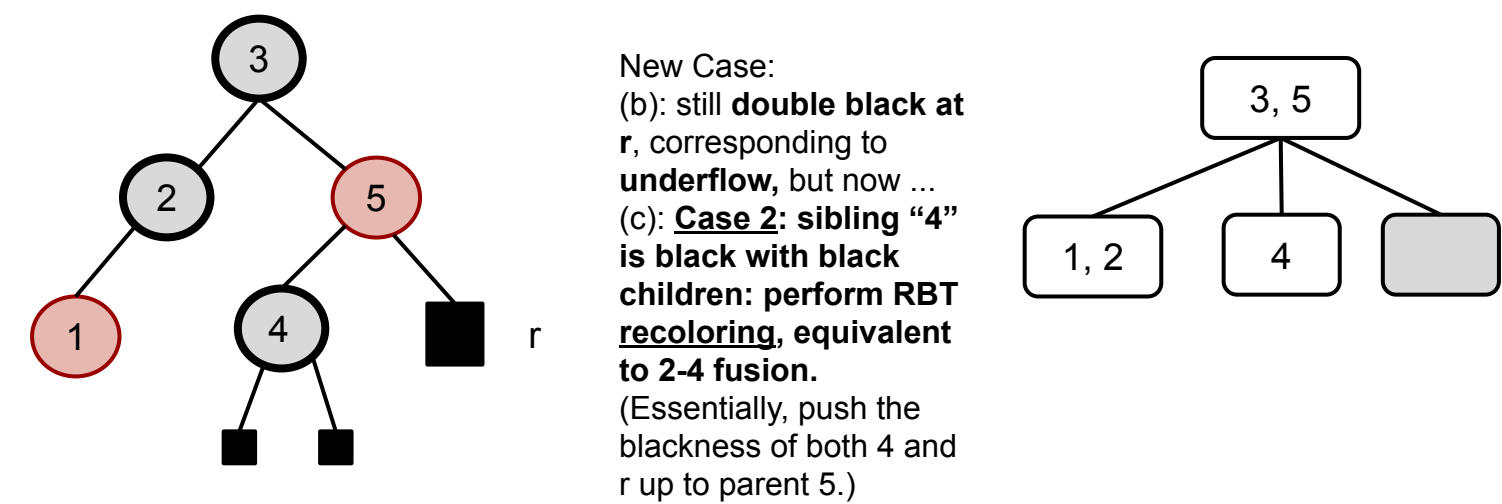 3
2
5
1
4
r
New Case:
(b): still double black at
r, corresponding to
underflow, but now ...
(c): Case 2: sibling “4”
is black with black
children: perform RBT
recoloring, equivalent
to 2-4 fusion.
(Essentially, push the
blackness of both 4 and
r up to parent 5.)
3, 5
1, 2
4